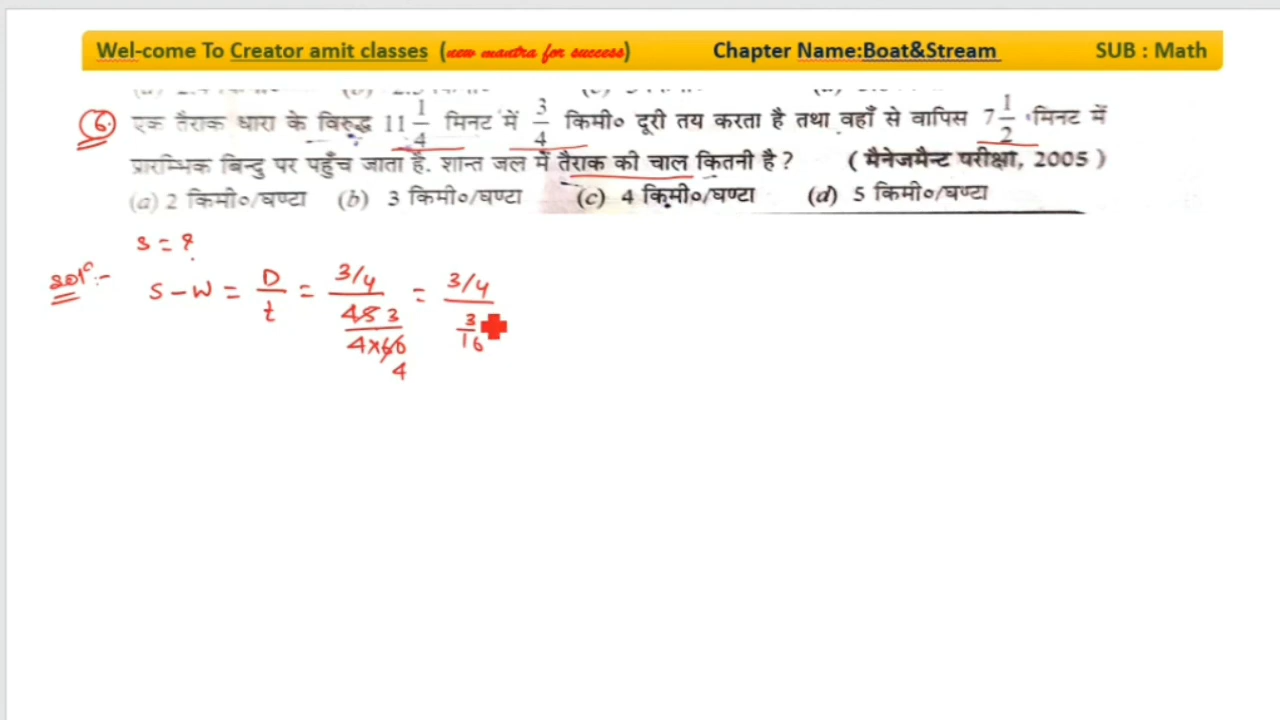 Wel-come To Creator amit classes (new mantra for success) Chapter Name:Boat&Stream SUB : Math
6. एक तैराक धारा के विरुद्ध 11 1/4 मिनट में 3/4 किमी० दूरी तय करता है तथा वहाँ से वापिस 7 1/2 मिनट में
प्रारम्भिक बिन्दु पर पहुँच जाता है. शान्त जल में तैराक की चाल कितनी है ? ( मैनेजमैन्ट परीक्षा, 2005 )
(a) 2 किमी०/घण्टा (b) 3 किमी०/घण्टा (c) 4 किमी०/घण्टा (d) 5 किमी०/घण्टा
S = ?
Solⁿ:- S - W = D/t = 3/4 / 45 3/4×60 4 = 3/4 / 3/16